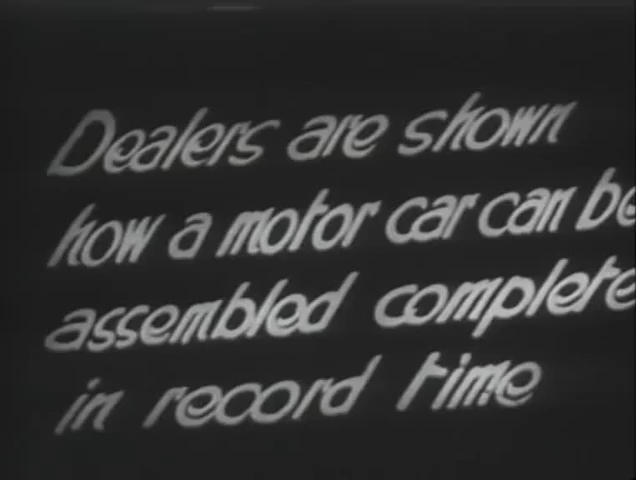 Dealers are shown
how a motor car can be
assembled complete
in record time